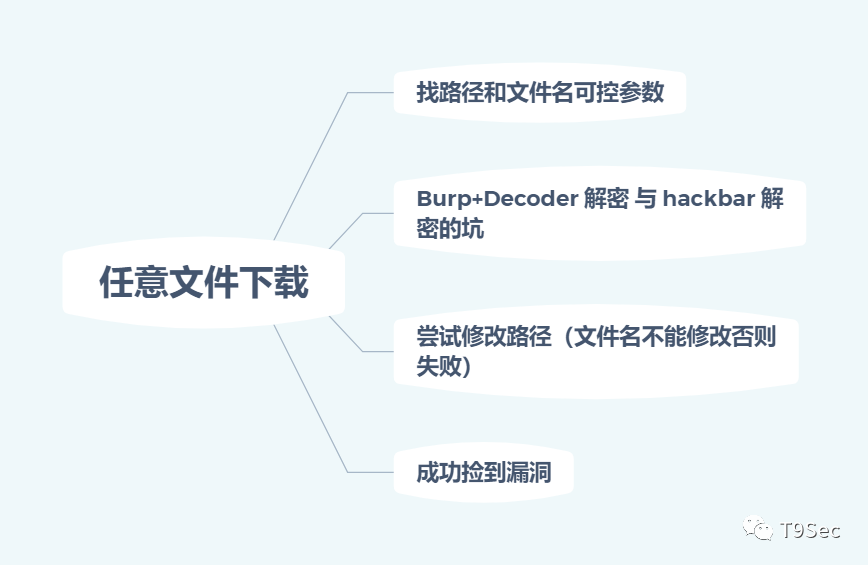 任意文件下载
找路径和文件名可控参数
Burp+Decoder 解密 与 hackbar 解
密的坑
尝试修改路径（文件名不能修改否则
失败）
成功捡到漏洞
T9Sec